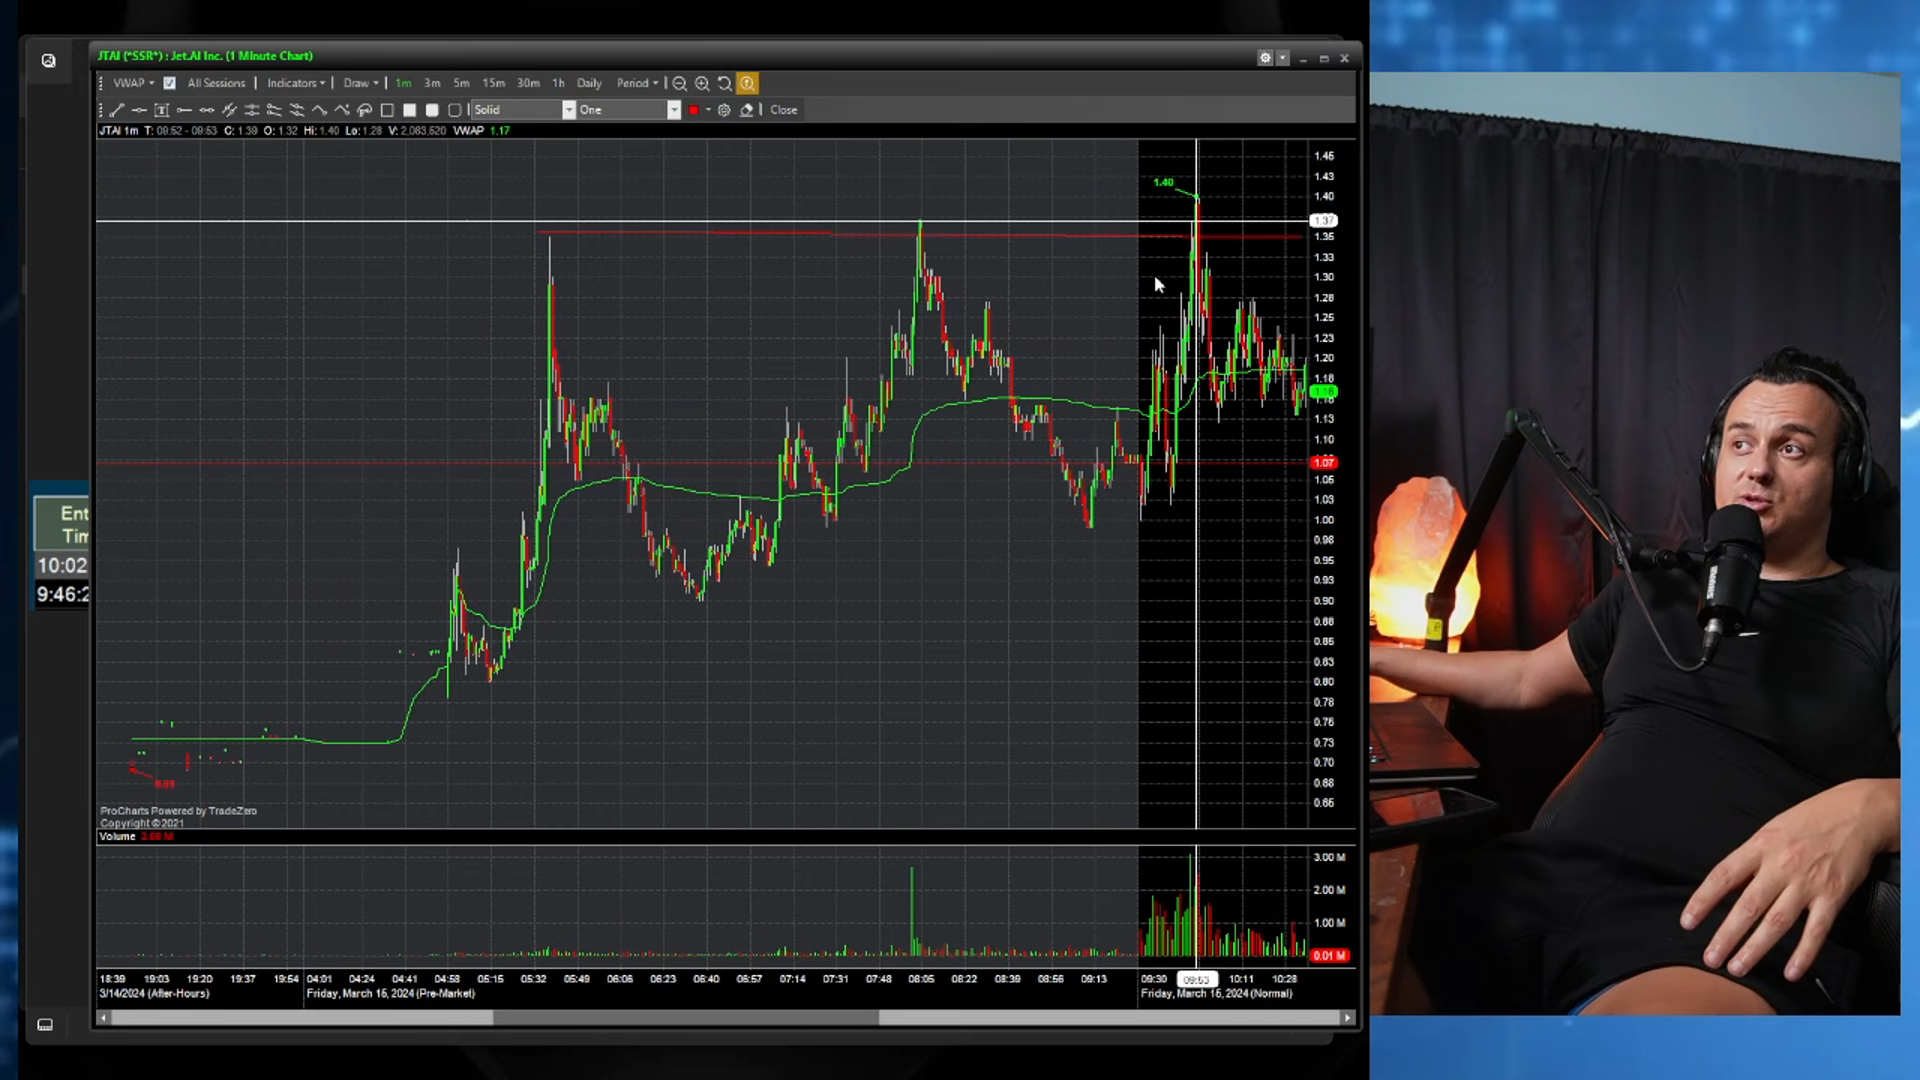 JTAI (*SSR*) : Jet.AI Inc. (1 Minute Chart)
VWAP All Sessions Indicators Draw 1m 3m 5m 15m 30m 1h Daily Period
Solid One Close
JTAI 1m T: 09:52 - 09:53 C: 1.39 O: 1.32 Hi: 1.40 Lo: 1.28 V: 2,083,520 VWAP 1.17
1.45
1.43
1.40
1.40
1.37
1.35
1.33
1.30
1.28
1.25
1.23
1.20
1.18
1.13
1.10
1.07
1.05
1.03
1.00
0.98
0.95
0.93
0.90
0.88
0.85
0.83
0.80
0.78
0.76
0.73
0.70
0.68
0.65
Ent
Tim
10:02
9:46:2
ProCharts Powered by TradeZero
Copyright ©2021
Volume
3.00 M
2.00 M
1.00 M
0.01 M
18:39 19:03 19:20 19:37 19:54 04:01 04:24 04:41 04:58 05:15 05:32 05:49 06:06 06:23 06:40 06:57 07:14 07:31 07:48 08:05 08:22 08:39 08:56 09:13 09:30 09:53 10:11 10:28
3/14/2024 (After-Hours) Friday, March 15, 2024 (Pre-Market) Friday, March 15, 2024 (Normal)
SHURE